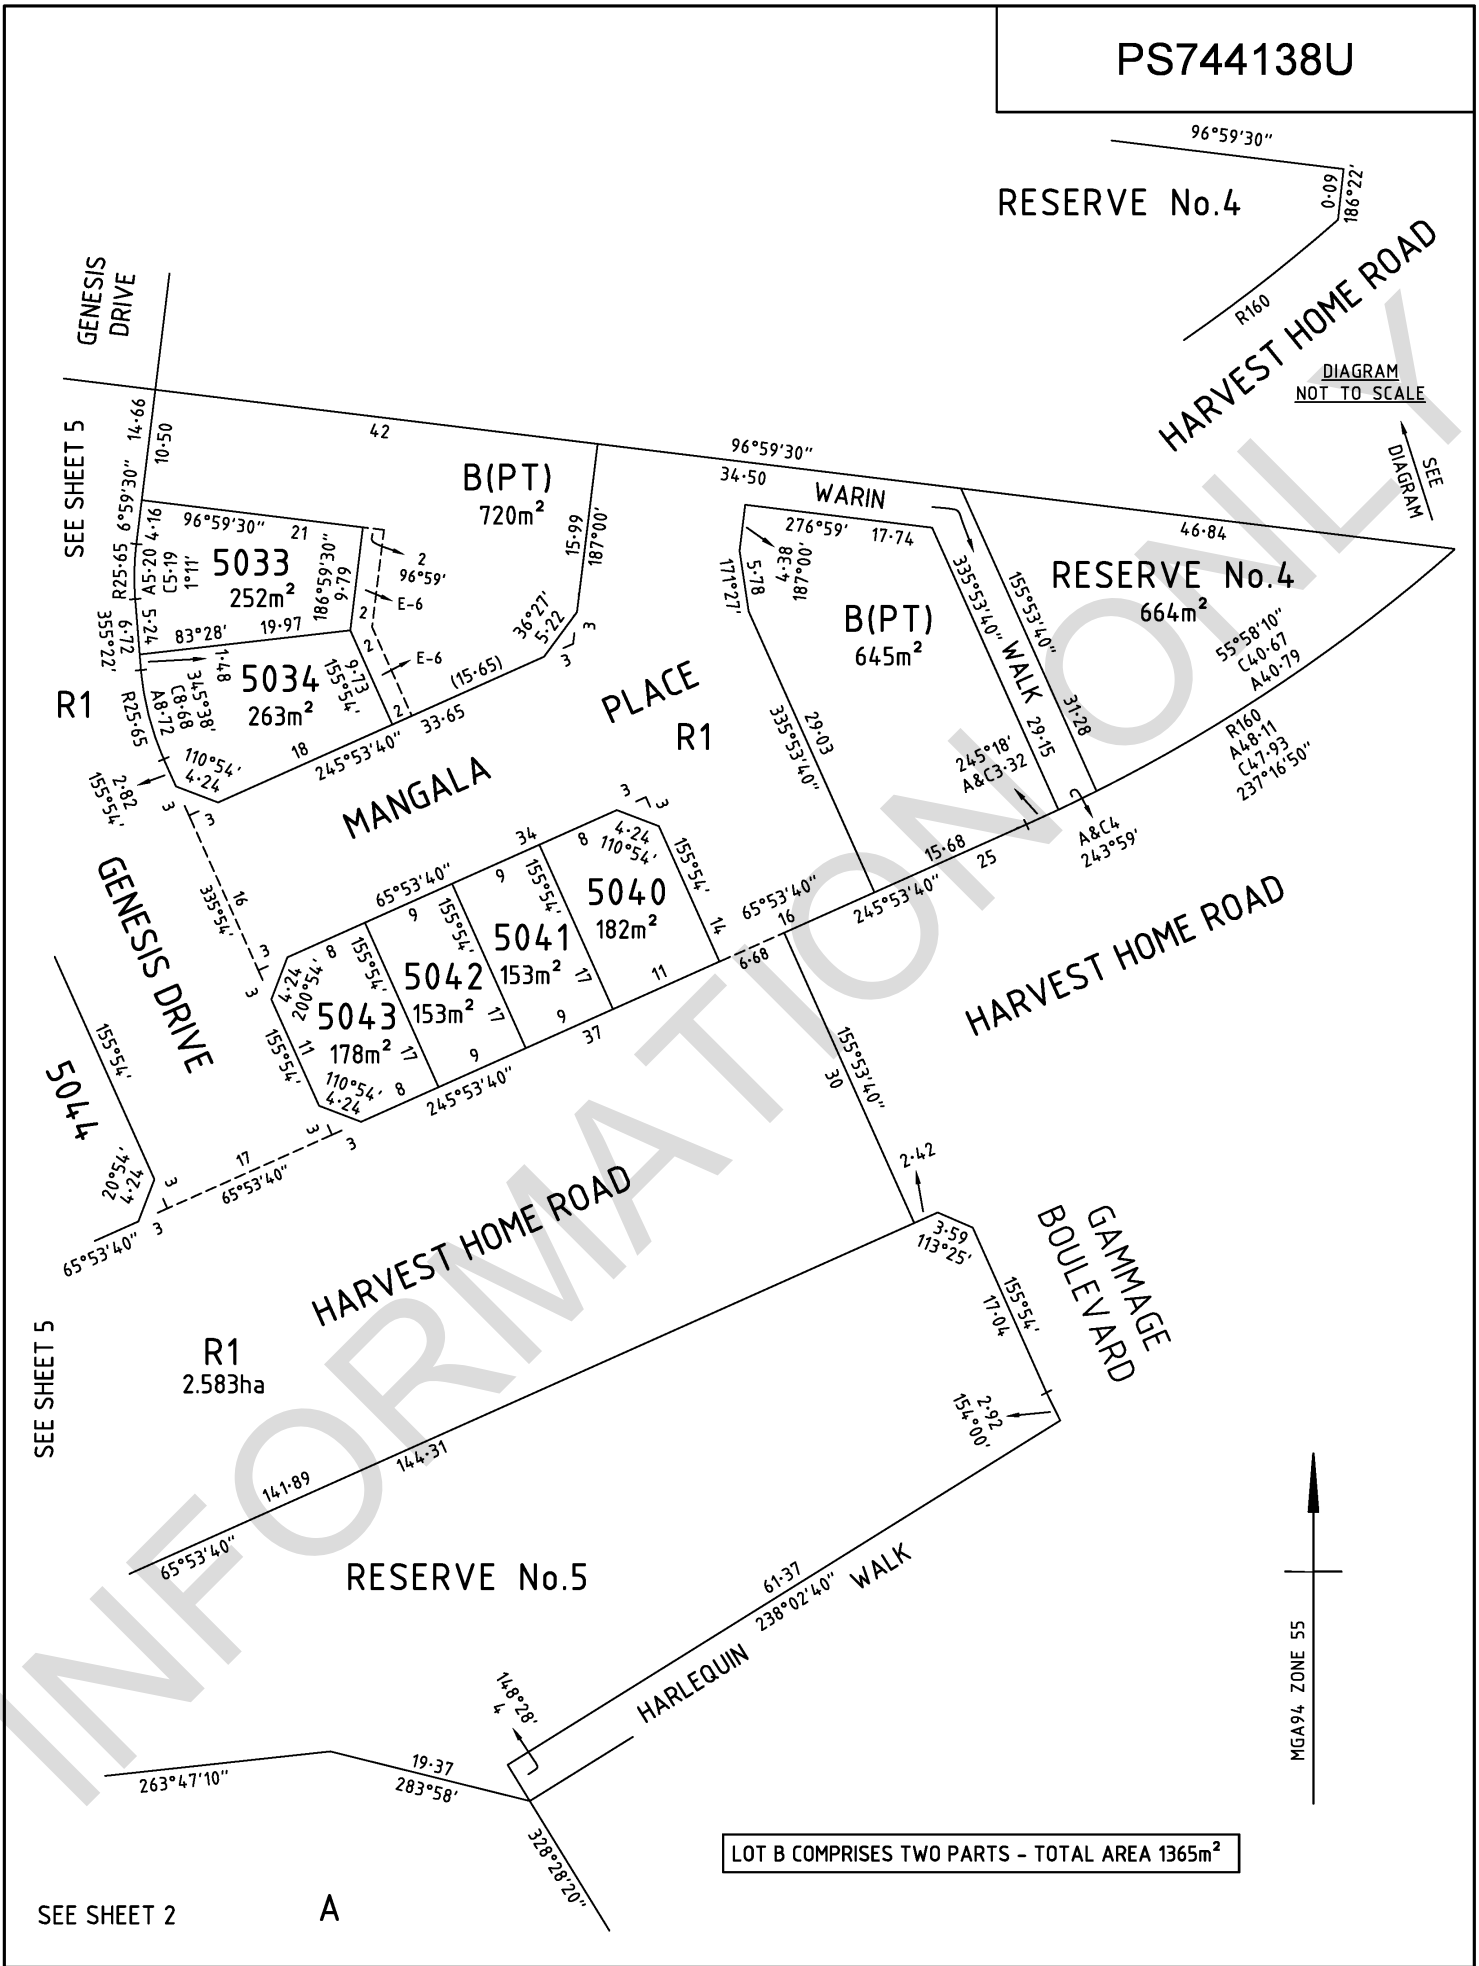 PS744138U
96°59'30"
RESERVE No.4
0·09
186°22'
R160
HARVEST HOME ROAD
DIAGRAM
NOT TO SCALE
SEE
DIAGRAM
GENESIS
DRIVE
SEE SHEET 5
14·66
10·50
42
96°59'30"
34·50
WARIN
WALK
B(PT)
720m²
15·99
187°00'
36°27'
5·22
3
3
6°59'30"
4·16
96°59'30"
21
R25·65
A5·20
C5·19
1°11'
5033
252m²
186°59'30"
9·79
2
96°59'
E-6
2
2
E-6
355°22'
6·72
5·24
83°28'
19·97
1·48
5034
263m²
9·73
155°54'
2
R1
R25·65
A8·72
C8·68
345°38'
110°54'
4·24
2·82
155°54'
18
245°53'40"
33·65
(15·65)
3
3
276°59'
17·74
4·38
187°00'
5·78
171°27'
B(PT)
645m²
29·03
335°53'40"
335°53'40"
29·15
155°53'40"
31·28
46·84
RESERVE No.4
664m²
55°58'10"
C40·67
A40·79
R160
A48·11
C47·93
237°16'50"
245°18'
A&C3·32
A&C4
243°59'
15·68
25
245°53'40"
MANGALA
PLACE
R1
GENESIS DRIVE
16
335°54'
3
3
65°53'40"
34
8
9
9
8
4·24
110°54'
3
3
155°54'
14
5040
182m²
11
155°54'
5041
153m²
17
155°54'
5042
153m²
17
9
155°54'
5043
178m²
17
9
4·24
200°54'
11
155°54'
110°54'
4·24
8
37
245°53'40"
65°53'40"
16
6·68
3
3
17
65°53'40"
3
3
155°54'
5044
20°54'
4·24
65°53'40"
HARVEST HOME ROAD
HARVEST HOME ROAD
155°53'40"
30
2·42
3·59
113°25'
155°54'
17·04
GAMMAGE
BOULEVARD
2·92
154°00'
SEE SHEET 5
R1
2.583ha
141·89
144·31
65°53'40"
RESERVE No.5
61·37
238°02'40"
HARLEQUIN WALK
148°28'
4
19·37
283°58'
263°47'10"
328°28'20"
MGA94 ZONE 55
LOT B COMPRISES TWO PARTS - TOTAL AREA 1365m²
SEE SHEET 2
A
INFORMATION ONLY